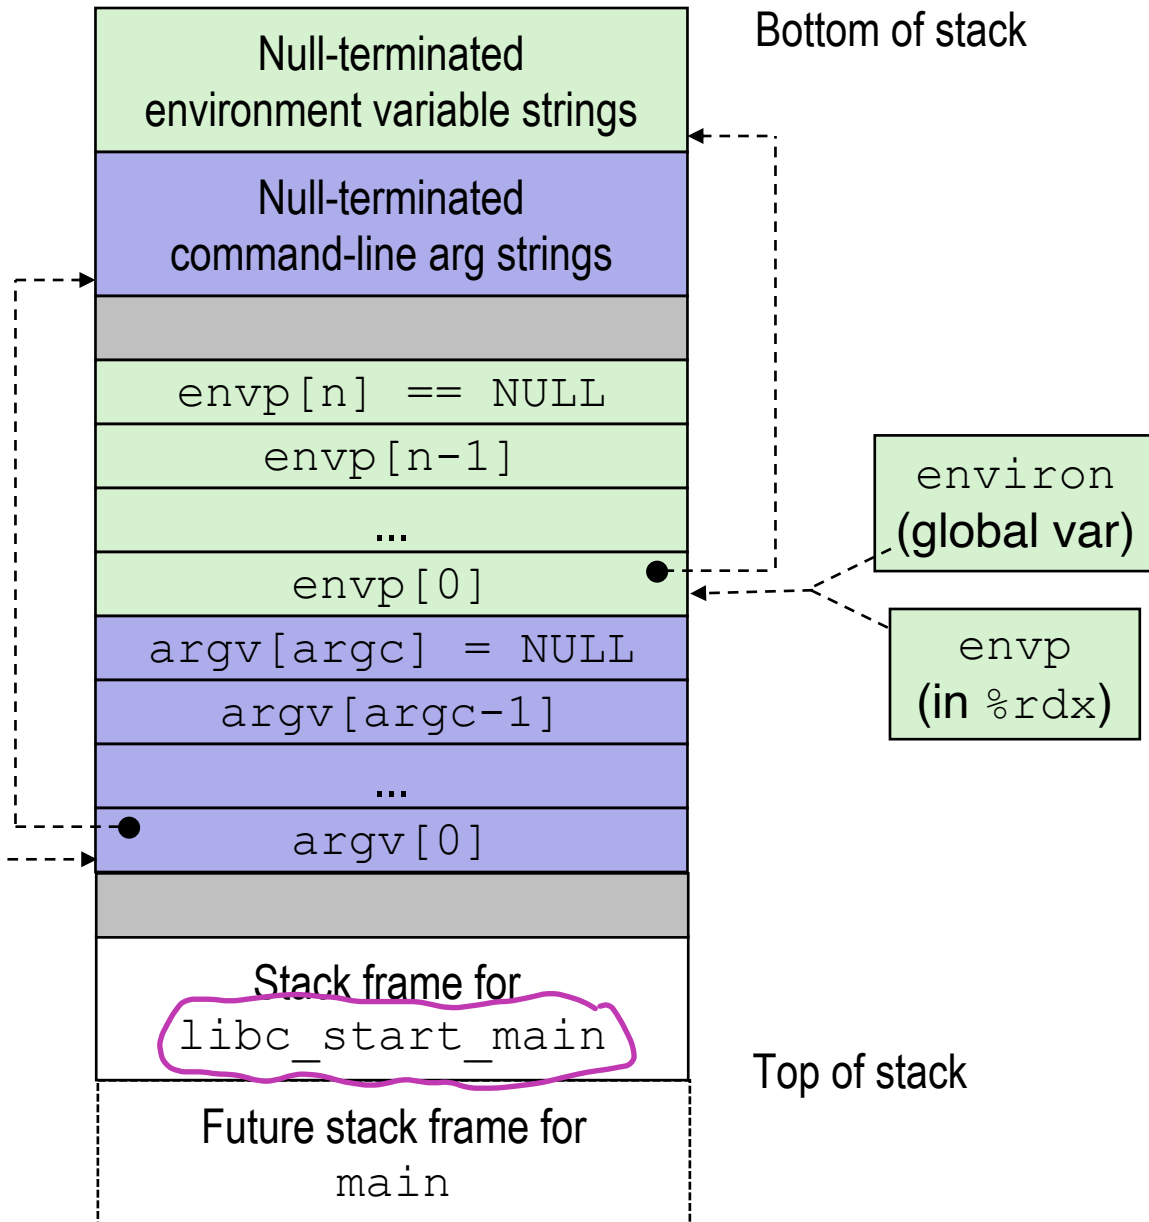 Bottom of stack
Null-terminated
environment variable strings
Null-terminated
command-line arg strings
envp[n] == NULL
envp[n-1]
...
envp[0]
argv[argc] = NULL
argv[argc-1]
...
argv[0]
environ
(global var)
envp
(in %rdx)
Stack frame for
libc_start_main
Top of stack
Future stack frame for
main